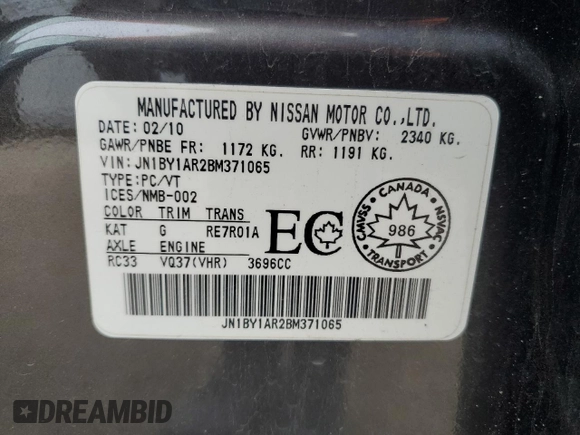 MANUFACTURED BY NISSAN MOTOR CO.,LTD.
DATE: 02/10 GVWR/PNBV: 2340 KG.
GAWR/PNBE FR: 1172 KG. RR: 1191 KG.
VIN: JN1BY1AR2BM371065
TYPE: PC/VT
ICES/NMB-002
COLOR TRIM TRANS
KAT G RE7R01A
AXLE ENGINE
RC33 VQ37(VHR) 3696CC
EC
CMVSS CANADA NSVAC
986
TRANSPORT
JN1BY1AR2BM371065
DREAMBID